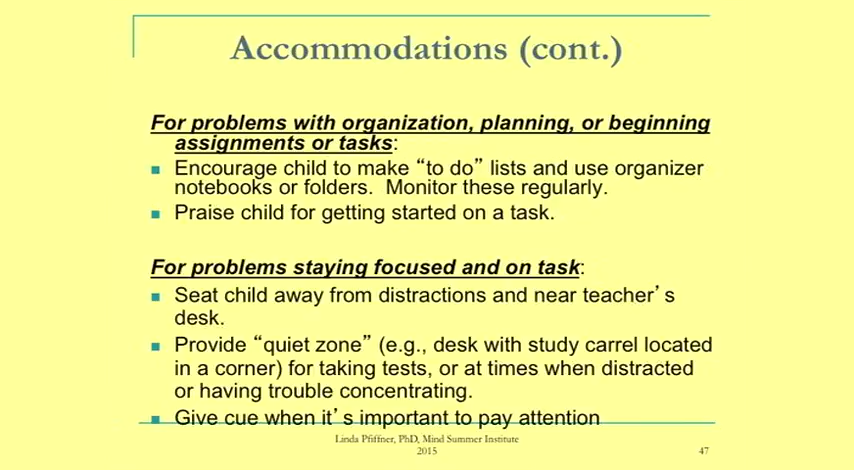 Accommodations (cont.)
For problems with organization, planning, or beginning
assignments or tasks:
Encourage child to make “to do” lists and use organizer
notebooks or folders. Monitor these regularly.
Praise child for getting started on a task.
For problems staying focused and on task:
Seat child away from distractions and near teacher’s
desk.
Provide “quiet zone” (e.g., desk with study carrel located
in a corner) for taking tests, or at times when distracted
or having trouble concentrating.
Give cue when it’s important to pay attention
Linda Pfiffner, PhD, Mind Summer Institute
2015
47